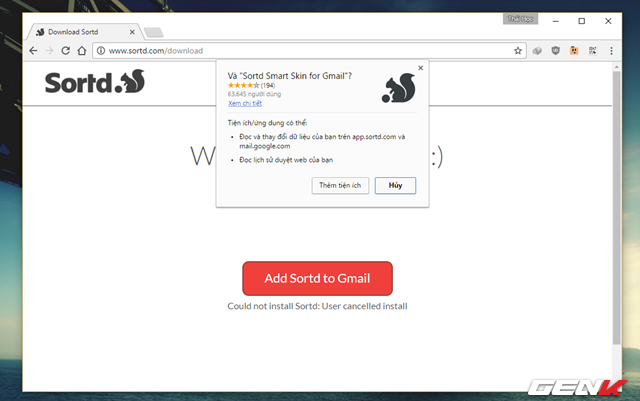 Thái Hoo
Download Sortd
www.sortd.com/download
Sortd.
Và "Sortd Smart Skin for Gmail"?
(194)
63.645 người dùng
Xem chi tiết
Tiện ích/ứng dụng có thể:
• Đọc và thay đổi dữ liệu của bạn trên app.sortd.com và
mail.google.com
• Đọc lịch sử duyệt web của bạn
Thêm tiện ích
Hủy
W
:)
Add Sortd to Gmail
Could not install Sortd: User cancelled install
GENK